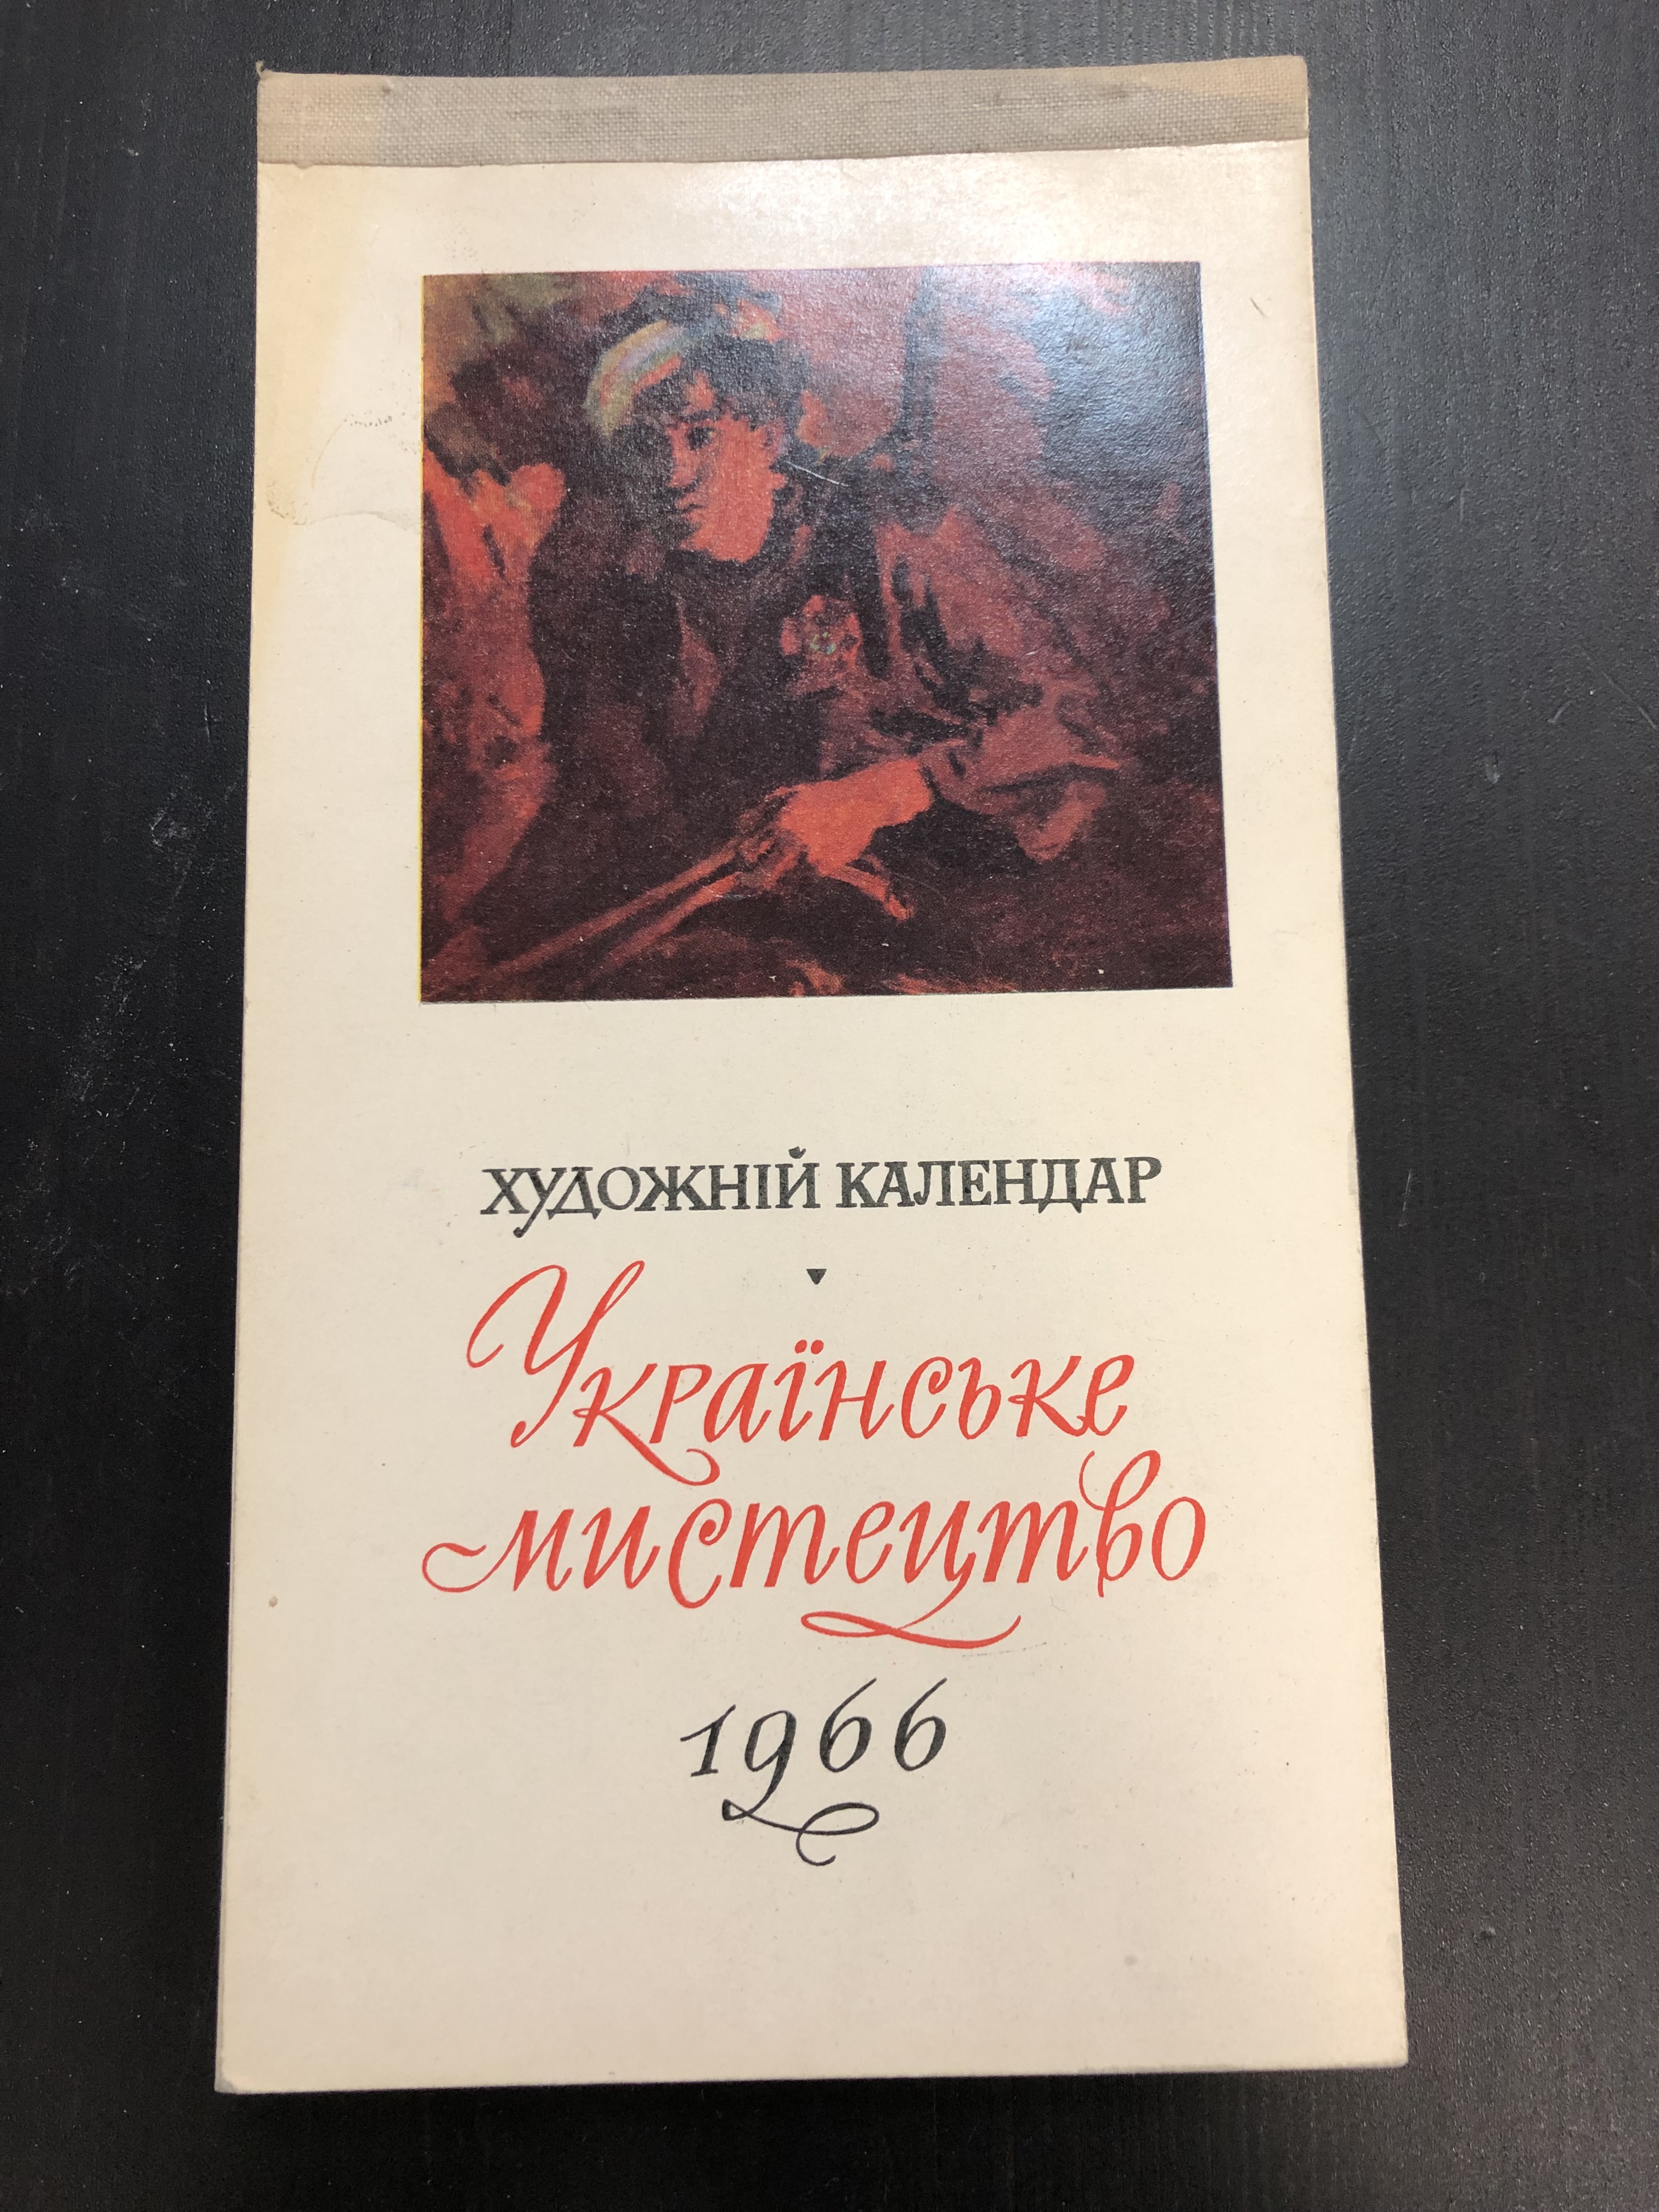 ХУДОЖНІЙ КАЛЕНДАР
Українське
мистецтво
1966